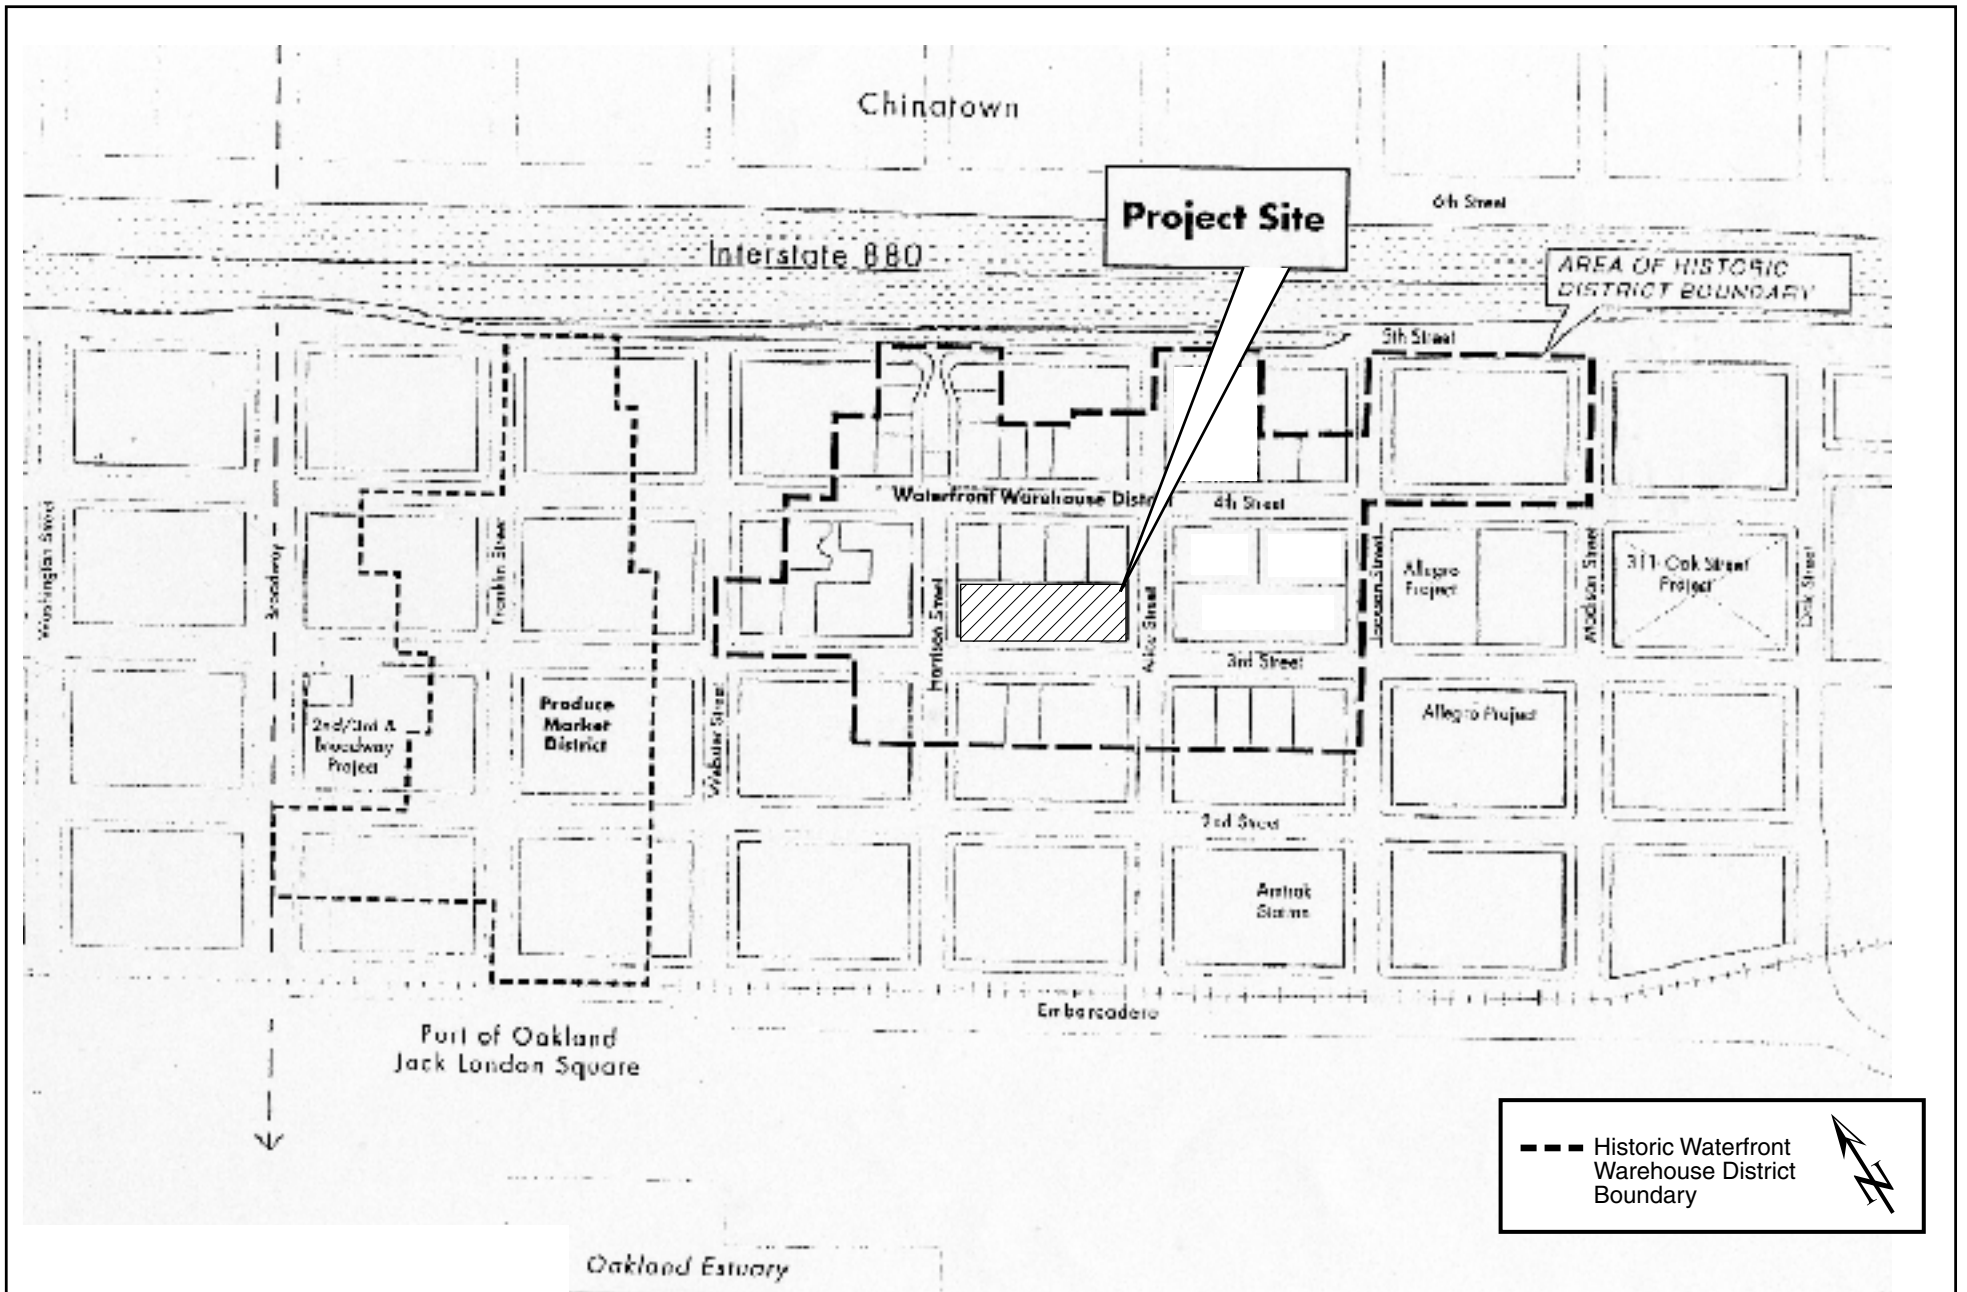 Chinatown
6th Street
Project Site
Interstate 880
AREA OF HISTORIC
DISTRICT BOUNDARY
5th Street
Waterfront Warehouse
4th Street
Washington Street
Broadway
Franklin Street
Webster Street
Harrison Street
Alice Street
Jackson Street
Madison Street
Oak Street
Allegro
Project
311 Oak Street
Project
3rd Street
2nd/3rd &
Broadway
Project
Produce
Market
District
Allegro Project
2nd Street
Amtrak
Station
Embarcadero
Port of Oakland
Jack London Square
Historic Waterfront
Warehouse District
Boundary
N
Oakland Estuary